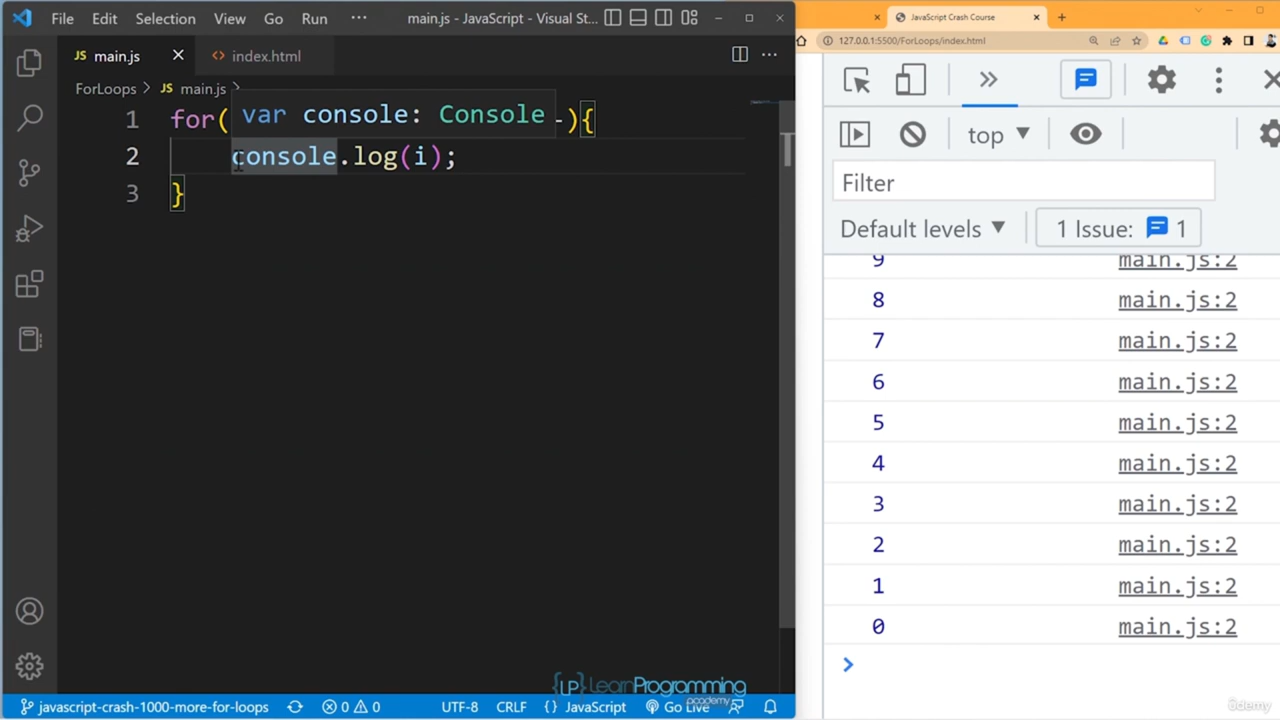 File Edit Selection View Go Run ··· main.js - JavaScript - Visual St...
JS main.js
<> index.html
ForLoops > JS main.js >
var console: Console
1 for( -){
2 console.log(i);
3 }
javascript-crash-1000-more-for-loops 0 0 UTF-8 CRLF {} JavaScript Go Live
{LP} LearnProgramming
academy
JavaScript Crash Course
127.0.0.1:5500/ForLoops/index.html
top
Filter
Default levels 1 Issue: 1
9 main.js:2
8 main.js:2
7 main.js:2
6 main.js:2
5 main.js:2
4 main.js:2
3 main.js:2
2 main.js:2
1 main.js:2
0 main.js:2
>
ûdemy